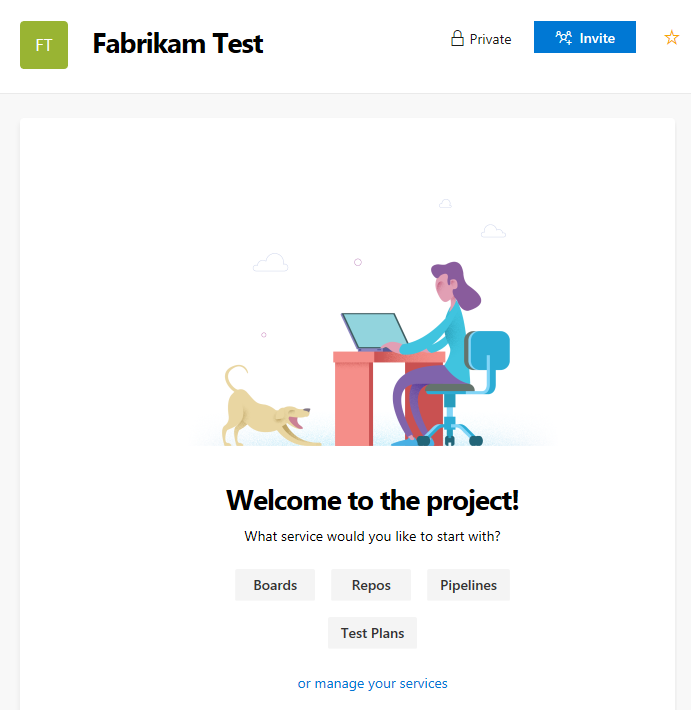 FT
Fabrikam Test
Private
Invite
Welcome to the project!
What service would you like to start with?
Boards
Repos
Pipelines
Test Plans
or manage your services